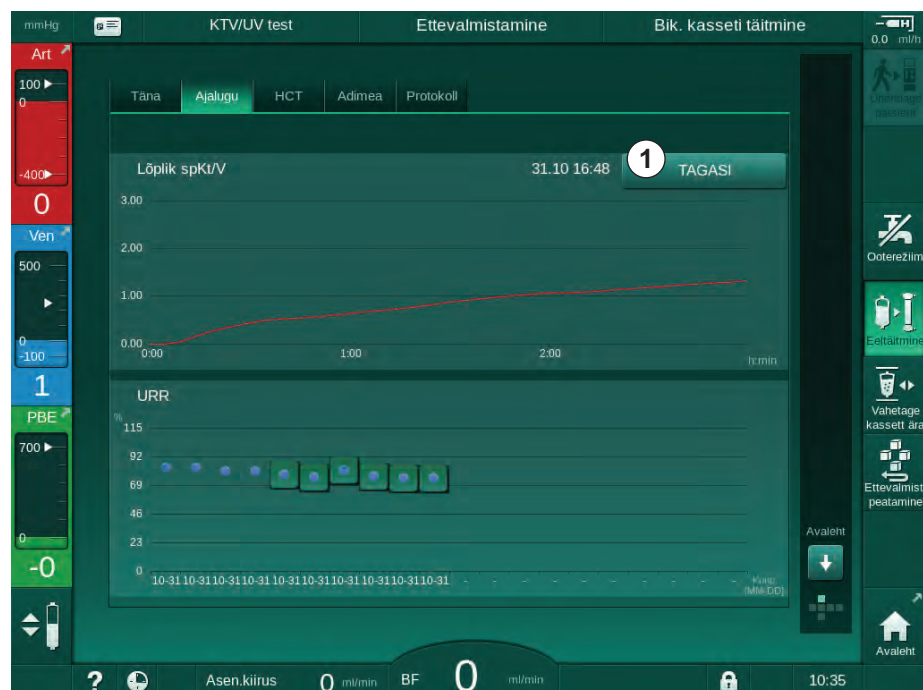 mmHg
KTV/UV test
Ettevalmistamine
Bik. kasseti täitmine
0.0 ml/h
Art
100
0
-400
0
Ven
500
0
-100
1
PBE
700
0
-0
Täna
Ajalugu
HCT
Adimea
Protokoll
Lõplik spKt/V
31.10 16:48
1
TAGASI
3.00
2.00
1.00
0.00
0:00
1:00
2:00
h:min
URR
%
115
92
69
46
23
0
10-31 10-31 10-31 10-31 10-31 10-31 10-31 10-31 10-31 10-31 - - - - - - - -
(MM-DD)
Avaleht
patsient
Ooterežiim
Eeltäitmine
Vahetage
kassett ära
Ettevalmist
peatamine
Avaleht
?
Asen.kiirus
0 ml/min
BF
0 ml/min
10:35